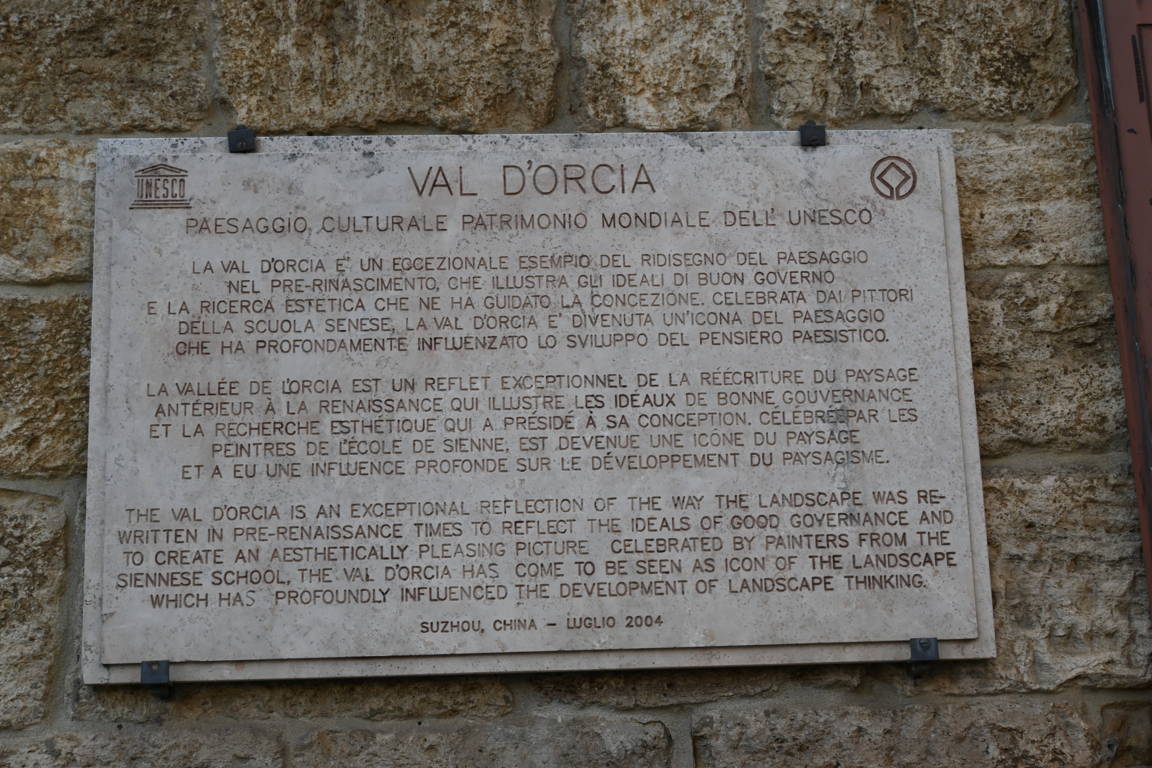 UNESCO
VAL D'ORCIA
PAESAGGIO CULTURALE PATRIMONIO MONDIALE DELL' UNESCO
LA VAL D'ORCIA E' UN ECCEZIONALE ESEMPIO DEL RIDISEGNO DEL PAESAGGIO
NEL PRE-RINASCIMENTO, CHE ILLUSTRA GLI IDEALI DI BUON GOVERNO
E LA RICERCA ESTETICA CHE NE HA GUIDATO LA CONCEZIONE. CELEBRATA DAI PITTORI
DELLA SCUOLA SENESE, LA VAL D'ORCIA E' DIVENUTA UN'ICONA DEL PAESAGGIO
CHE HA PROFONDAMENTE INFLUENZATO LO SVILUPPO DEL PENSIERO PAESISTICO.
LA VALLÉE DE L'ORCIA EST UN REFLET EXCEPTIONNEL DE LA RÉÉCRITURE DU PAYSAGE
ANTÉRIEUR À LA RENAISSANCE QUI ILLUSTRE LES IDÉAUX DE BONNE GOUVERNANCE
ET LA RECHERCHE ESTHÉTIQUE QUI A PRÉSIDÉ À SA CONCEPTION. CÉLÉBRÉE PAR LES
PEINTRES DE L'ÉCOLE DE SIENNE, EST DEVENUE UNE ICÔNE DU PAYSAGE
ET A EU UNE INFLUENCE PROFONDE SUR LE DÉVELOPPEMENT DU PAYSAGISME.
THE VAL D'ORCIA IS AN EXCEPTIONAL REFLECTION OF THE WAY THE LANDSCAPE WAS RE-
WRITTEN IN PRE-RENAISSANCE TIMES TO REFLECT THE IDEALS OF GOOD GOVERNANCE AND
TO CREATE AN AESTHETICALLY PLEASING PICTURE CELEBRATED BY PAINTERS FROM THE
SIENNESE SCHOOL, THE VAL D'ORCIA HAS COME TO BE SEEN AS ICON OF THE LANDSCAPE
WHICH HAS PROFOUNDLY INFLUENCED THE DEVELOPMENT OF LANDSCAPE THINKING.
SUZHOU, CHINA - LUGLIO 2004